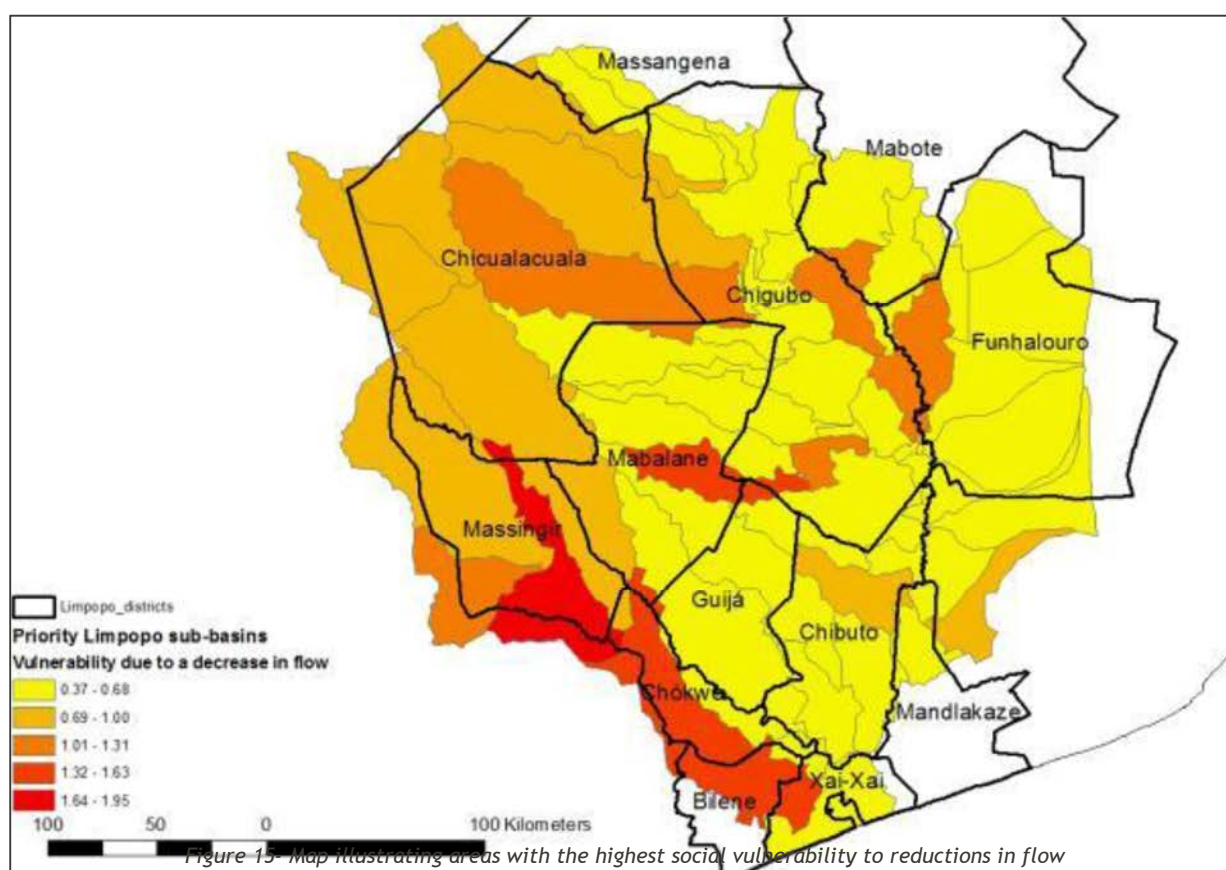 Massangena
Mabote
Chicualacuala
Chigubo
Funhalouro
Mabalane
Massingir
Guijá
Chibuto
Chókwè
Mandlakaze
Xai-Xai
Bilene
Limpopo_districts
Priority Limpopo sub-basins
Vulnerability due to a decrease in flow
0.37 - 0.68
0.69 - 1.00
1.01 - 1.31
1.32 - 1.63
1.64 - 1.95
100 50 0 100 Kilometers
Figure 15- Map illustrating areas with the highest social vulnerability to reductions in flow